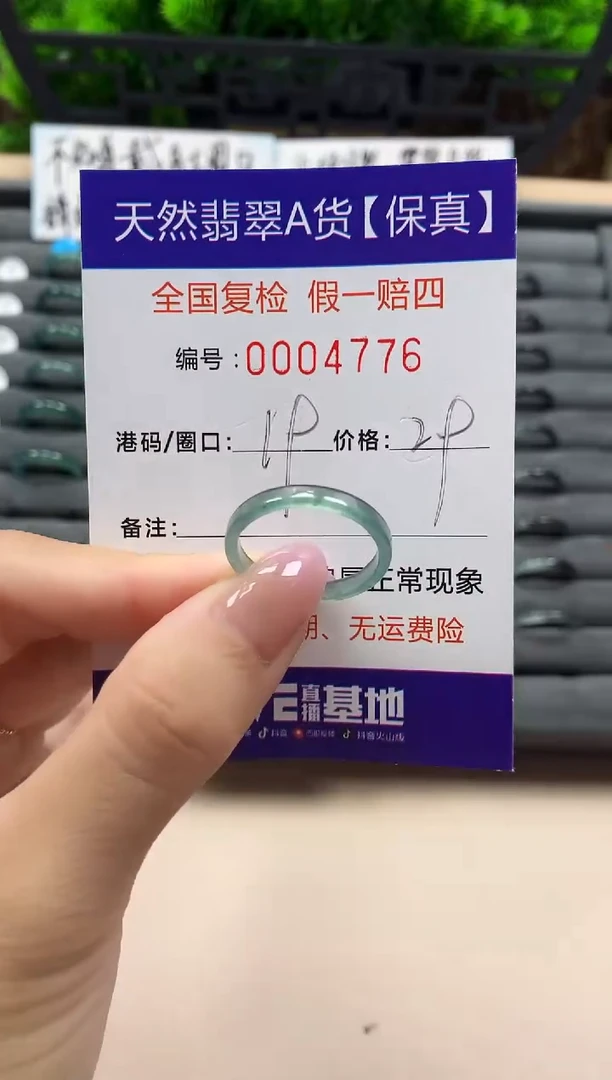 天然翡翠A货【保真】
全国复检 假一赔四
编号:0004776
港码/圈口: 19 价格: 29
备注:
正常现象
、无运费险
直播基地
抖音 抖音火山版